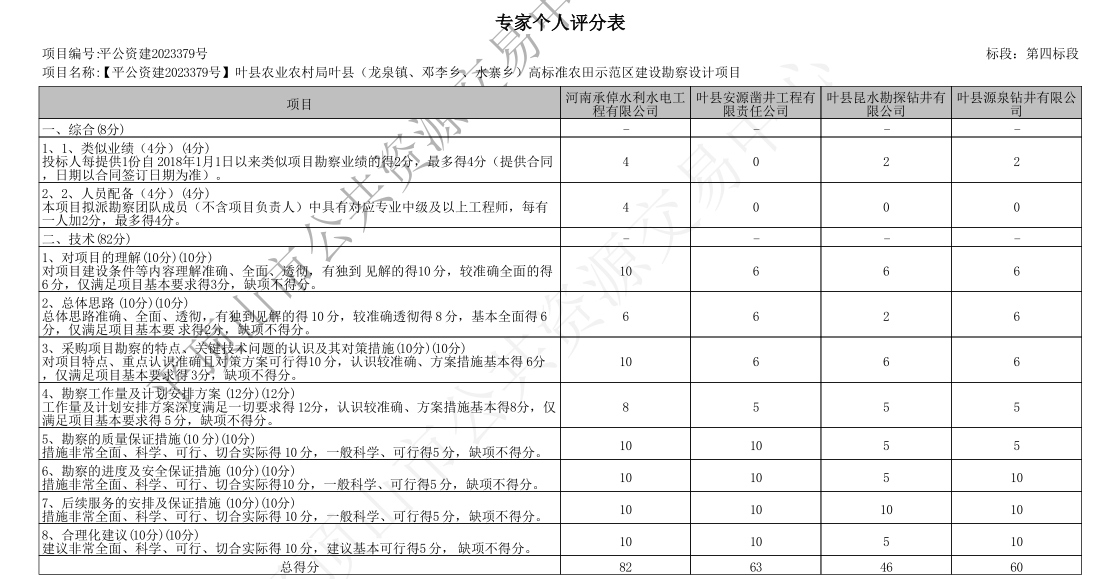 专家个人评分表
项目编号:平公资建2023379号 标段：第四标段
项目名称:【平公资建2023379号】叶县农业农村局叶县（龙泉镇、邓李乡、水寨乡）高标准农田示范区建设勘察设计项目
项目 河南承倬水利水电工程有限公司 叶县安源凿井工程有限责任公司 叶县昆水勘探钻井有限公司 叶县源泉钻井有限公司
一、综合(8分) – – – –
1、1、类似业绩（4分）(4分)
投标人每提供1份自 2018年1月1日以来类似项目勘察业绩的得2分，最多得4分（提供合同 4 0 2 2
，日期以合同签订日期为准）。
2、2、人员配备（4分）(4分)
本项目拟派勘察团队成员（不含项目负责人）中具有对应专业中级及以上工程师，每有 4 0 0 0
一人加2分，最多得4分。
二、技术(82分) – – – –
1、对项目的理解(10分)(10分)
对项目建设条件等内容理解准确、全面、透彻，有独到 见解的得10 分，较准确全面的得 10 6 6 6
6 分，仅满足项目基本要求得3分，缺项不得分。
2、总体思路 (10分)(10分)
总体思路准确、全面、透彻，有独到见解的得 10 分，较准确透彻得 8 分，基本全面得 6 6 6 2 6
分，仅满足项目基本要 求得2分，缺项不得分。
3、采购项目勘察的特点、关键技术问题的认识及其对策措施(10分)(10分)
对项目特点、重点认识准确且对策方案可行得10 分，认识较准确、方案措施基本得 6分 10 6 6 6
，仅满足项目基本要求得 3分，缺项不得分。
4、勘察工作量及计划安排方案 (12分)(12分)
工作量及计划安排方案深度满足一切要求得 12分，认识较准确、方案措施基本得8分，仅 8 5 5 5
满足项目基本要求得 5 分，缺项不得分。
5、勘察的质量保证措施(10 分)(10分)
措施非常全面、科学、可行、切合实际得 10 分，一般科学、可行得5 分，缺项不得分。 10 10 5 5
6、勘察的进度及安全保证措施 (10分)(10分)
措施非常全面、科学、可行、切合实际得10 分，一般科学、可行得5 分，缺项不得分。 10 10 5 10
7、后续服务的安排及保证措施 (10分)(10分)
措施非常全面、科学、可行、切合实际得 10 分，一般科学、可行得5 分，缺项不得分。 10 10 10 10
8、合理化建议(10分)(10分)
建议非常全面、科学、可行、切合实际得 10 分，建议基本可行得5 分， 缺项不得分。 10 10 5 10
总得分 82 63 46 60
平顶山市公共资源交易中心
平顶山市公共资源交易中心